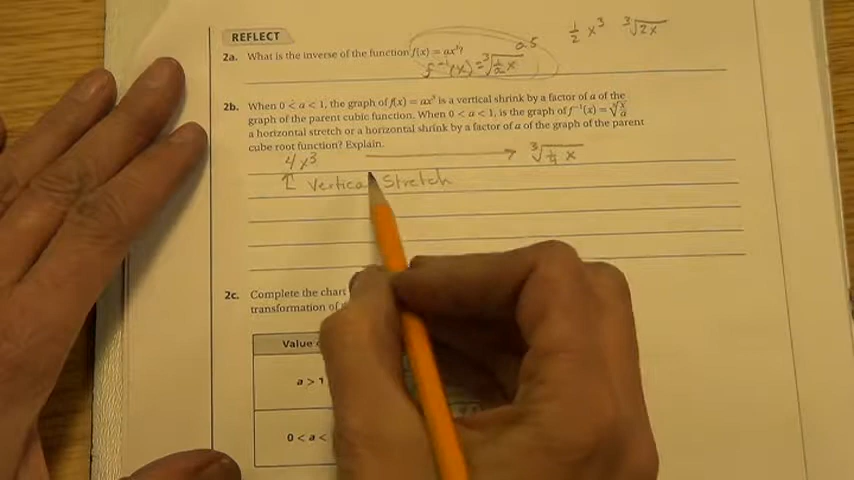 REFLECT
½ x³ ∛2x
a.5
2a. What is the inverse of the function f(x) = ax³?
f⁻¹(x) = ∛(1/a x)
2b. When 0 < a < 1, the graph of f(x) = ax³ is a vertical shrink by a factor of a of the
graph of the parent cubic function. When 0 < a < 1, is the graph of f⁻¹(x) = ∛(x/a)
a horizontal stretch or a horizontal shrink by a factor of a of the graph of the parent
cube root function? Explain.
4x³ → ∛(¼ x)
↑ Vertical Stretch
2c. Complete the chart
transformation of
Value
a > 1
0 < a <